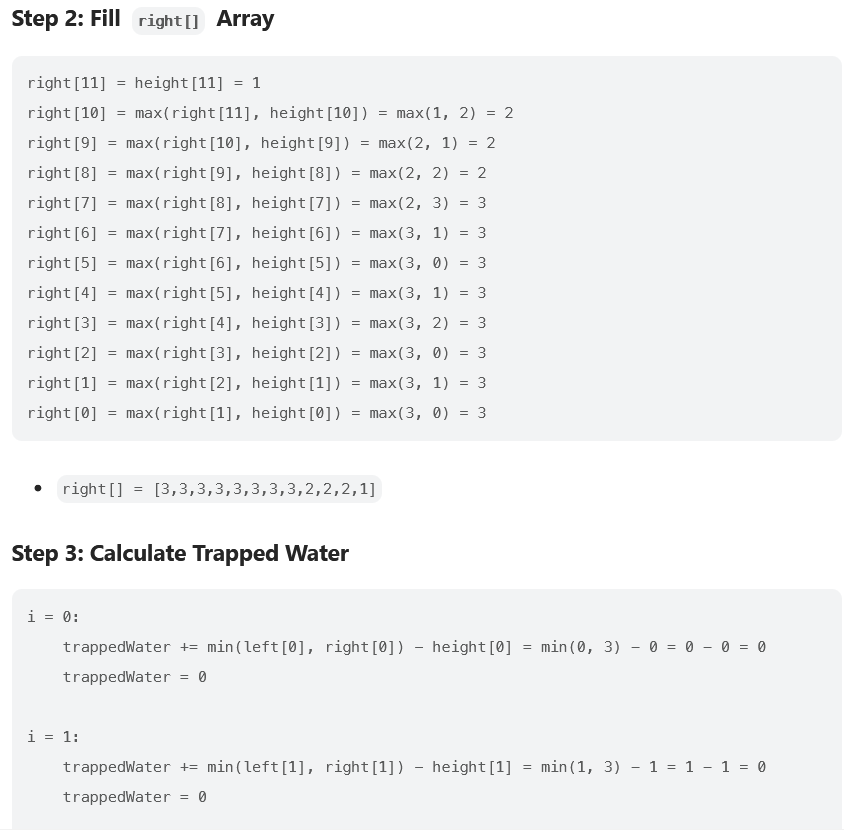 Step 2: Fill right[] Array
right[11] = height[11] = 1
right[10] = max(right[11], height[10]) = max(1, 2) = 2
right[9] = max(right[10], height[9]) = max(2, 1) = 2
right[8] = max(right[9], height[8]) = max(2, 2) = 2
right[7] = max(right[8], height[7]) = max(2, 3) = 3
right[6] = max(right[7], height[6]) = max(3, 1) = 3
right[5] = max(right[6], height[5]) = max(3, 0) = 3
right[4] = max(right[5], height[4]) = max(3, 1) = 3
right[3] = max(right[4], height[3]) = max(3, 2) = 3
right[2] = max(right[3], height[2]) = max(3, 0) = 3
right[1] = max(right[2], height[1]) = max(3, 1) = 3
right[0] = max(right[1], height[0]) = max(3, 0) = 3
• right[] = [3,3,3,3,3,3,3,3,2,2,2,1]
Step 3: Calculate Trapped Water
i = 0:
trappedWater += min(left[0], right[0]) − height[0] = min(0, 3) − 0 = 0 − 0 = 0
trappedWater = 0
i = 1:
trappedWater += min(left[1], right[1]) − height[1] = min(1, 3) − 1 = 1 − 1 = 0
trappedWater = 0